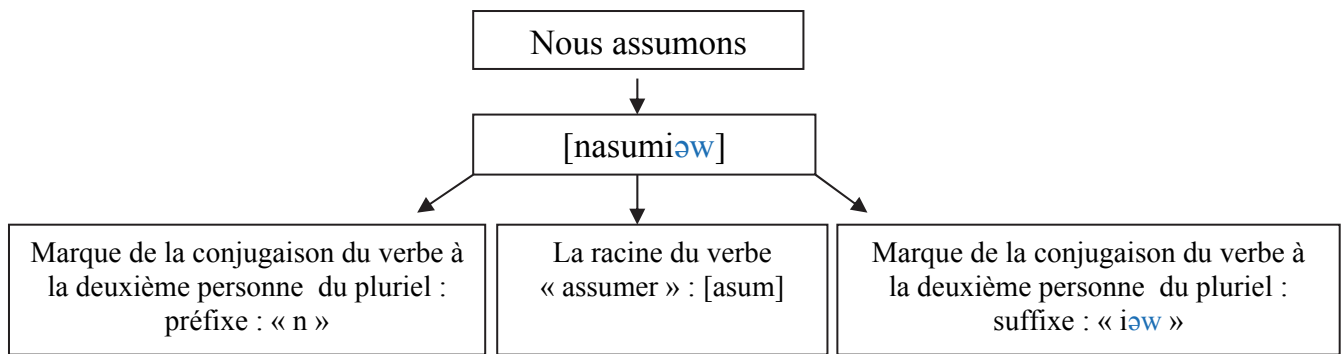 Nous assumons
[nasumiəw]
Marque de la conjugaison du verbe à
la deuxième personne du pluriel :
préfixe : « n »
La racine du verbe
« assumer » : [asum]
Marque de la conjugaison du verbe à
la deuxième personne du pluriel :
suffixe : « iəw »